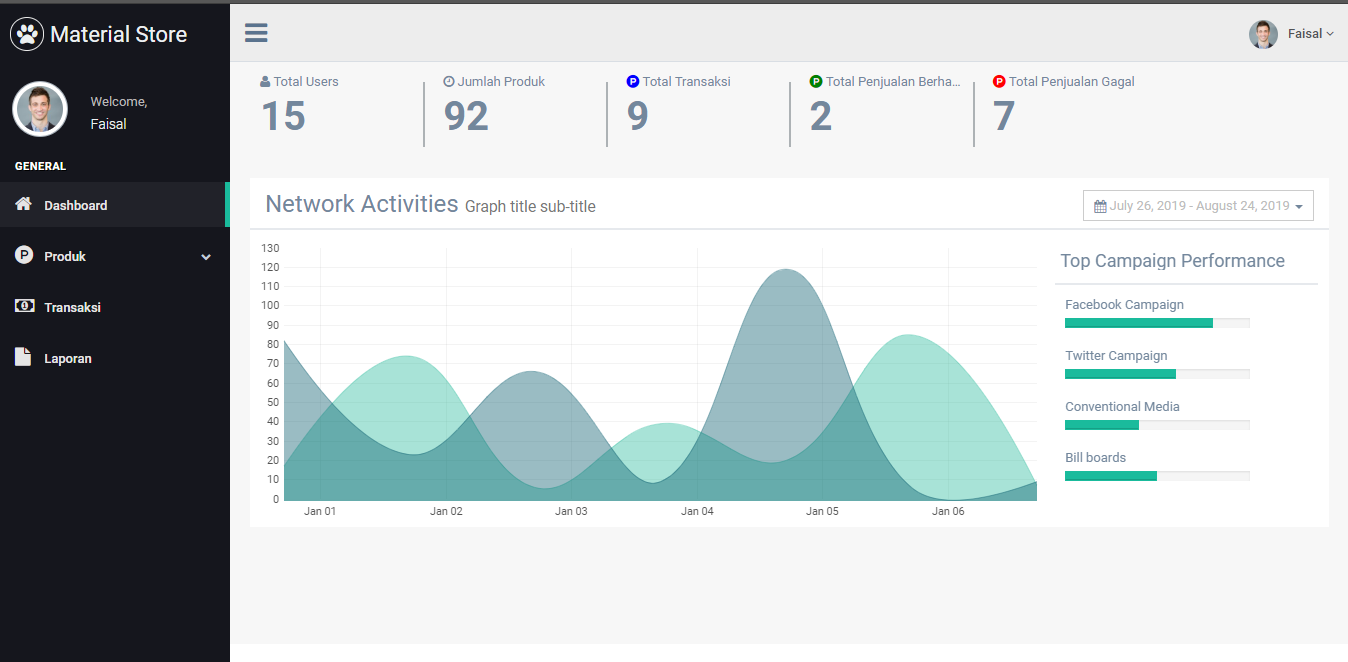 Material Store
Faisal
Welcome,
Faisal
GENERAL
Dashboard
Produk
Transaksi
Laporan
Total Users
15
Jumlah Produk
92
Total Transaksi
9
Total Penjualan Berha...
2
Total Penjualan Gagal
7
Network Activities Graph title sub-title
July 26, 2019 - August 24, 2019
130
120
110
100
90
80
70
60
50
40
30
20
10
0
Jan 01 Jan 02 Jan 03 Jan 04 Jan 05 Jan 06
Top Campaign Performance
Facebook Campaign
Twitter Campaign
Conventional Media
Bill boards